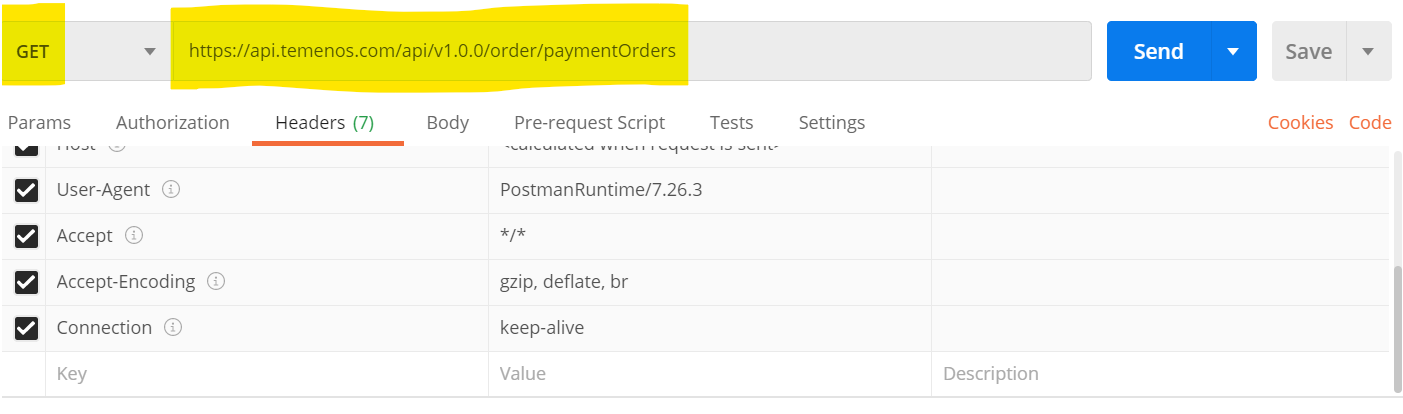 GET https://api.temenos.com/api/v1.0.0/order/paymentOrders Send Save
Params Authorization Headers (7) Body Pre-request Script Tests Settings Cookies Code
Host <calculated when request is sent>
User-Agent PostmanRuntime/7.26.3
Accept */*
Accept-Encoding gzip, deflate, br
Connection keep-alive
Key Value Description